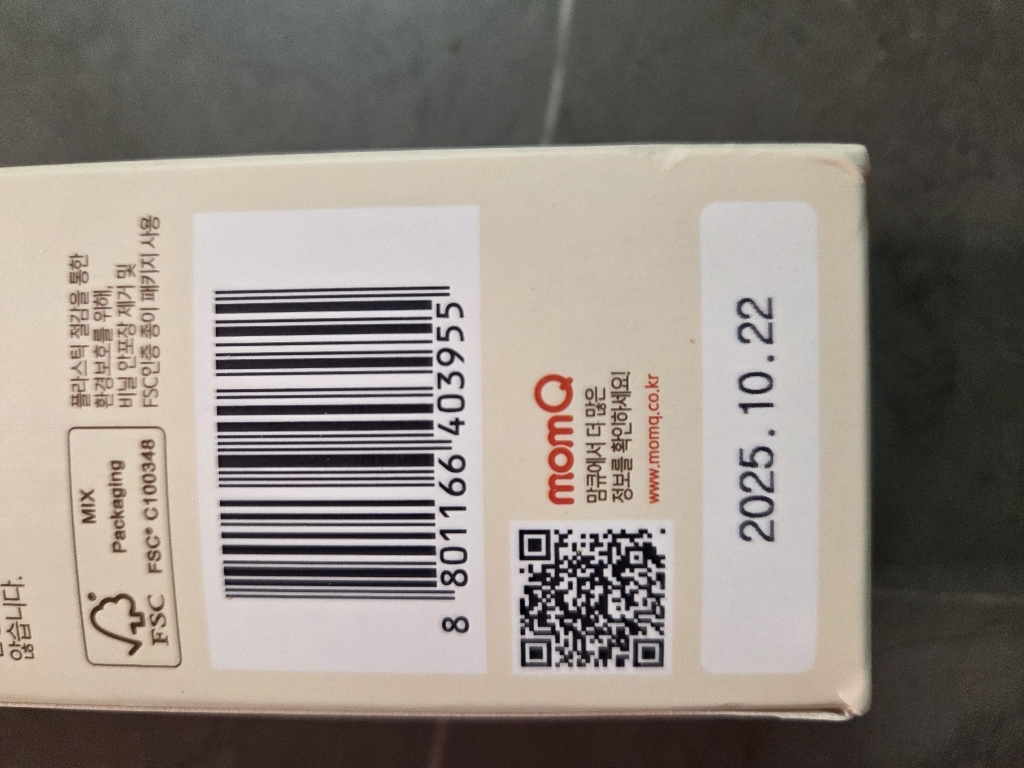 않습니다.
FSC
MIX
Packaging
FSC® C100348
플라스틱 절감을 통한
환경보호를 위해,
비닐 안포장 제거 및
FSC인증 종이 패키지 사용
8 801166 403955
momQ
맘큐에서 더 많은
정보를 확인하세요!
www.momq.co.kr
2025.10.22